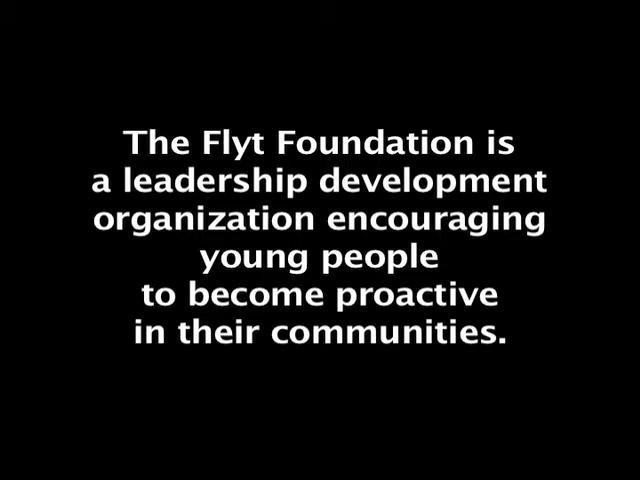 The Flyt Foundation is
a leadership development
organization encouraging
young people
to become proactive
in their communities.